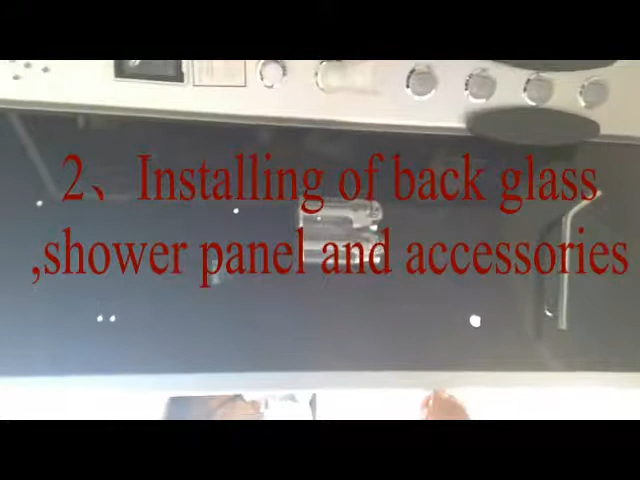 2、Installing of back glass
,shower panel and accessories